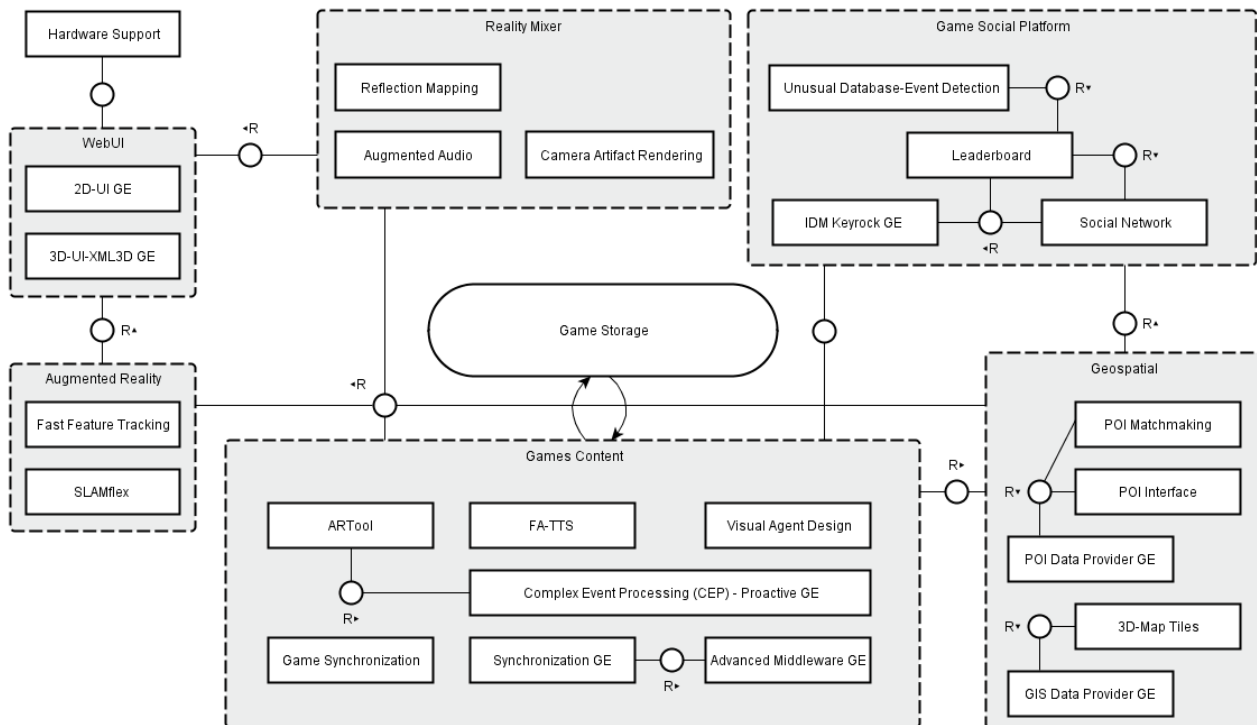 Hardware Support
Reality Mixer
Game Social Platform
Reflection Mapping
Unusual Database-Event Detection
R▾
◂R
WebUI
Augmented Audio
Camera Artifact Rendering
Leaderboard
R▾
2D-UI GE
IDM Keyrock GE
Social Network
◂R
3D-UI-XML3D GE
R▴
Game Storage
R▴
Augmented Reality
◂R
Geospatial
Fast Feature Tracking
POI Matchmaking
Games Content
R▸
SLAMflex
R▾
POI Interface
ARTool
FA-TTS
Visual Agent Design
POI Data Provider GE
Complex Event Processing (CEP) - Proactive GE
R▸
R▾
3D-Map Tiles
Game Synchronization
Synchronization GE
Advanced Middleware GE
R▸
GIS Data Provider GE